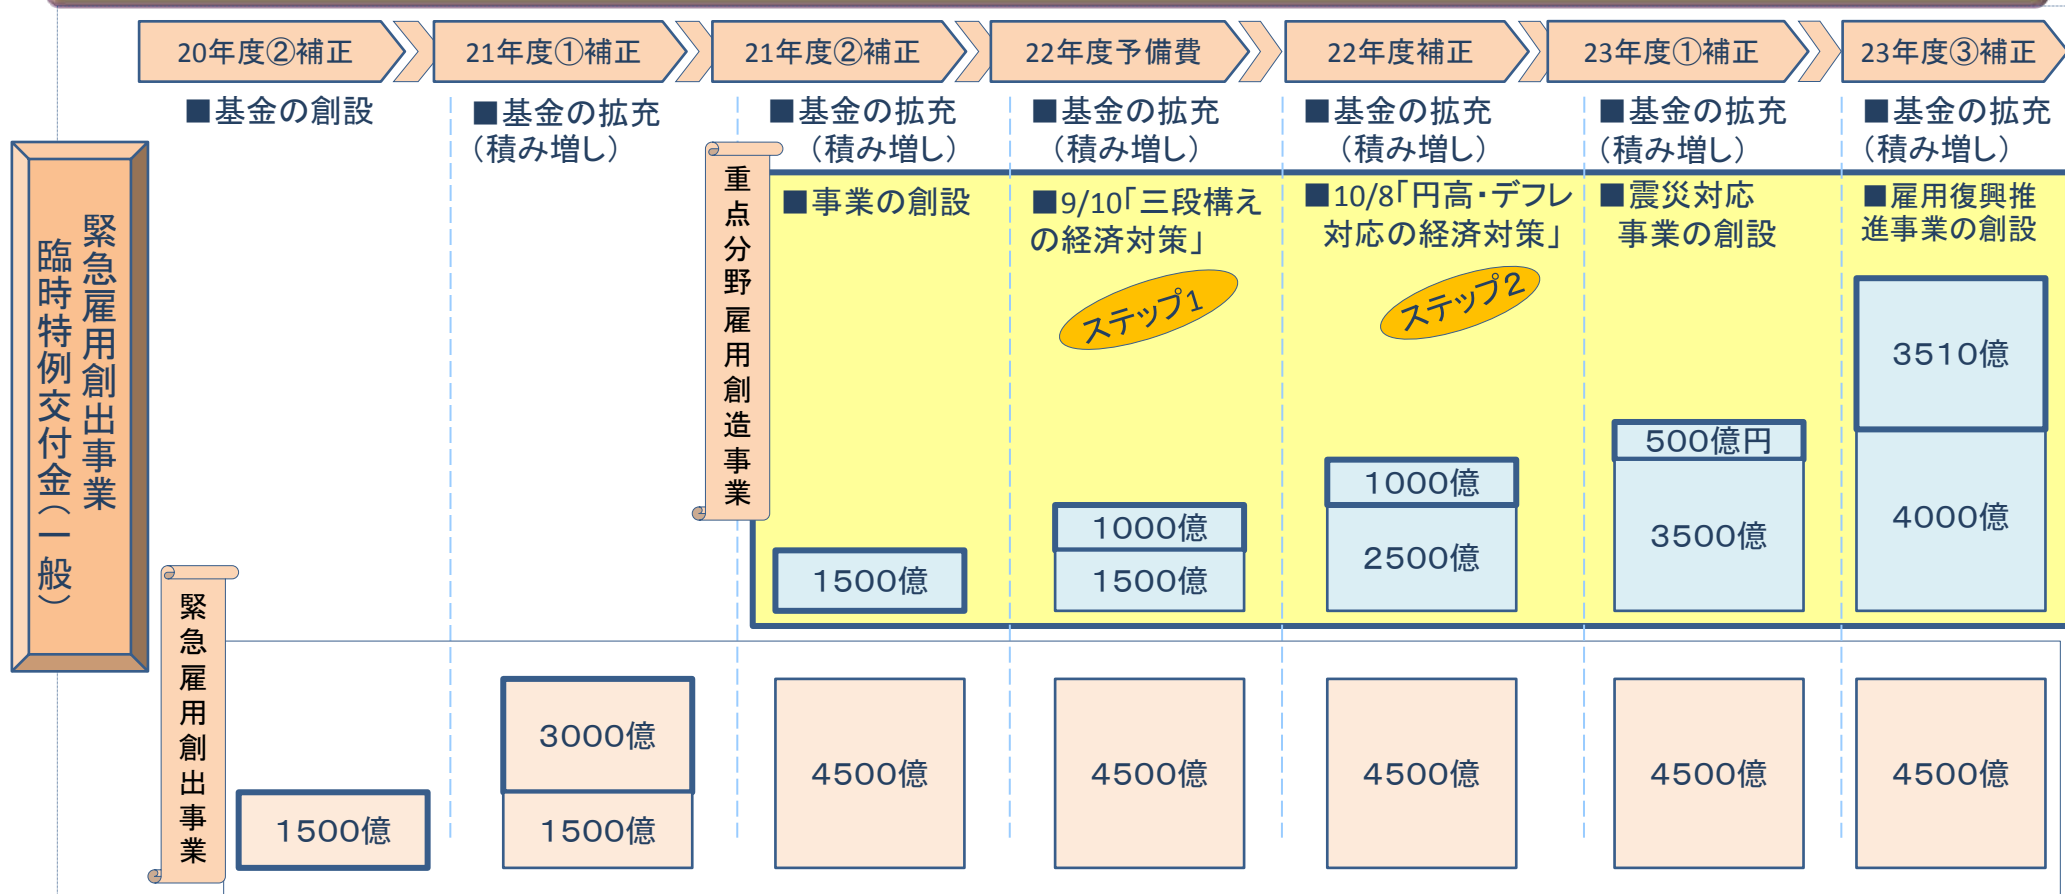 20年度②補正
21年度①補正
21年度②補正
22年度予備費
22年度補正
23年度①補正
23年度③補正
■基金の創設
■基金の拡充
（積み増し）
■基金の拡充
（積み増し）
■基金の拡充
（積み増し）
■基金の拡充
（積み増し）
■基金の拡充
（積み増し）
■基金の拡充
（積み増し）
緊急雇用創出事業
臨時特例交付金（一般）
重点分野雇用創造事業
■事業の創設
■9/10「三段構え
の経済対策」
■10/8「円高・デフレ
対応の経済対策」
■震災対応
事業の創設
■雇用復興推
進事業の創設
ステップ1
ステップ2
1500億
1000億
1500億
1000億
2500億
500億円
3500億
3510億
4000億
緊急雇用創出事業
1500億
3000億
1500億
4500億
4500億
4500億
4500億
4500億